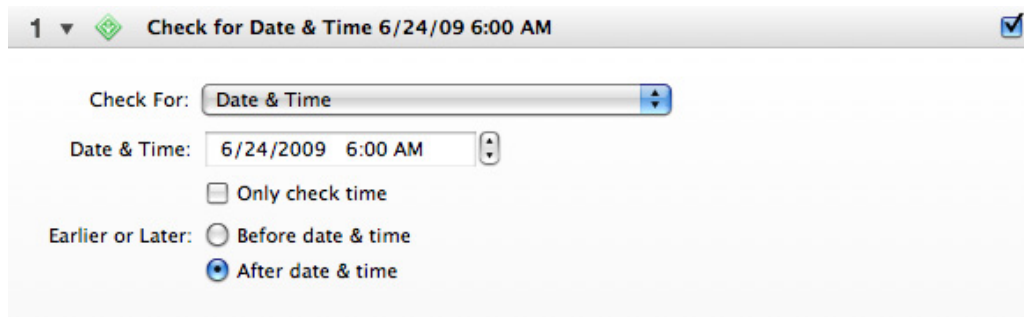 1 Check for Date & Time 6/24/09 6:00 AM
Check For: Date & Time
Date & Time: 6/24/2009 6:00 AM
Only check time
Earlier or Later: Before date & time
After date & time